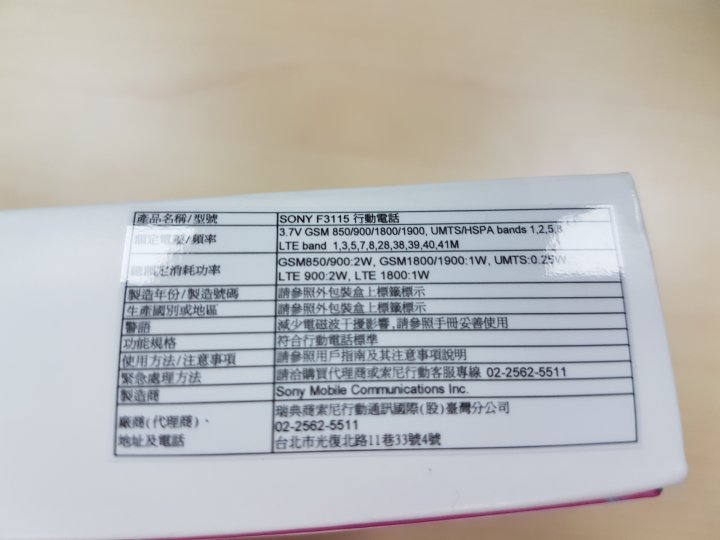 產品名稱/型號 SONY F3115 行動電話
額定電壓/頻率 3.7V GSM 850/900/1800/1900, UMTS/HSPA bands 1,2,5,8
LTE band 1,3,5,7,8,28,38,39,40,41M
總額定消耗功率 GSM850/900:2W, GSM1800/1900:1W, UMTS:0.25W
LTE 900:2W, LTE 1800:1W
製造年份/製造號碼 請參照外包裝盒上標籤標示
生產國別或地區 請參照外包裝盒上標籤標示
警語 減少電磁波干擾影響,請參照手冊妥善使用
功能規格 符合行動電話標準
使用方法/注意事項 請參照用戶指南及其注意事項說明
緊急處理方法 請洽購買代理商或索尼行動客服專線 02-2562-5511
製造商 Sony Mobile Communications Inc.
廠商(代理商)、
地址及電話
瑞典商索尼行動通訊國際(股)臺灣分公司
02-2562-5511
台北市光復北路11巷33號4號